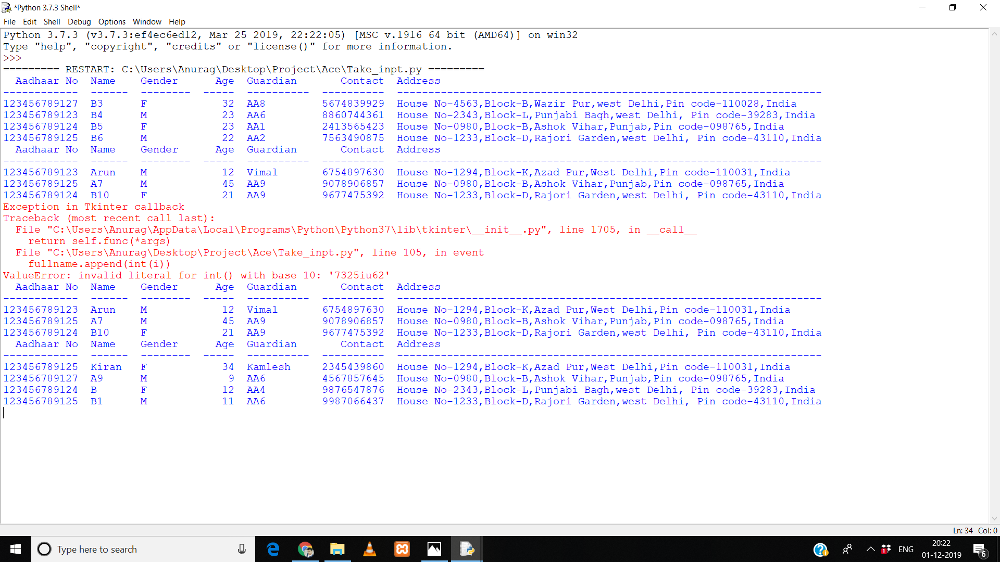 *Python 3.7.3 Shell*
File Edit Shell Debug Options Window Help
Python 3.7.3 (v3.7.3:ef4ec6ed12, Mar 25 2019, 22:22:05) [MSC v.1916 64 bit (AMD64)] on win32
Type "help", "copyright", "credits" or "license()" for more information.
>>>
========= RESTART: C:\Users\Anurag\Desktop\Project\Ace\Take_inpt.py =========
  Aadhaar No  Name    Gender      Age  Guardian       Contact  Address
------------  ------  --------  -----  ----------  ----------  --------------------------------------------------------------------
123456789127  B3      F            32  AA8         5674839929  House No-4563,Block-B,Wazir Pur,west Delhi,Pin code-110028,India
123456789123  B4      M            23  AA6         8860744361  House No-2343,Block-L,Punjabi Bagh,west Delhi, Pin code-39283,India
123456789124  B5      F            23  AA1         2413565423  House No-0980,Block-B,Ashok Vihar,Punjab,Pin code-098765,India
123456789125  B6      M            22  AA2         7563490875  House No-1233,Block-D,Rajori Garden,west Delhi, Pin code-43110,India
  Aadhaar No  Name    Gender      Age  Guardian       Contact  Address
------------  ------  --------  -----  ----------  ----------  --------------------------------------------------------------------
123456789123  Arun    M            12  Vimal       6754897630  House No-1294,Block-K,Azad Pur,West Delhi,Pin code-110031,India
123456789125  A7      M            45  AA9         9078906857  House No-0980,Block-B,Ashok Vihar,Punjab,Pin code-098765,India
123456789124  B10     F            21  AA9         9677475392  House No-1233,Block-D,Rajori Garden,west Delhi, Pin code-43110,India
Exception in Tkinter callback
Traceback (most recent call last):
  File "C:\Users\Anurag\AppData\Local\Programs\Python\Python37\lib\tkinter\__init__.py", line 1705, in __call__
    return self.func(*args)
  File "C:\Users\Anurag\Desktop\Project\Ace\Take_inpt.py", line 105, in event
    fullname.append(int(i))
ValueError: invalid literal for int() with base 10: '7325iu62'
  Aadhaar No  Name    Gender      Age  Guardian       Contact  Address
------------  ------  --------  -----  ----------  ----------  --------------------------------------------------------------------
123456789123  Arun    M            12  Vimal       6754897630  House No-1294,Block-K,Azad Pur,West Delhi,Pin code-110031,India
123456789125  A7      M            45  AA9         9078906857  House No-0980,Block-B,Ashok Vihar,Punjab,Pin code-098765,India
123456789124  B10     F            21  AA9         9677475392  House No-1233,Block-D,Rajori Garden,west Delhi, Pin code-43110,India
  Aadhaar No  Name    Gender      Age  Guardian       Contact  Address
------------  ------  --------  -----  ----------  ----------  --------------------------------------------------------------------
123456789125  Kiran   F            34  Kamlesh     2345439860  House No-1294,Block-K,Azad Pur,West Delhi,Pin code-110031,India
123456789127  A9      M             9  AA6         4567857645  House No-0980,Block-B,Ashok Vihar,Punjab,Pin code-098765,India
123456789124  B       F            12  AA4         9876547876  House No-2343,Block-L,Punjabi Bagh,west Delhi, Pin code-39283,India
123456789125  B1      M            11  AA6         9987066437  House No-1233,Block-D,Rajori Garden,west Delhi, Pin code-43110,India
Ln: 34 Col: 0
Type here to search
ENG
20:22
01-12-2019
6
1